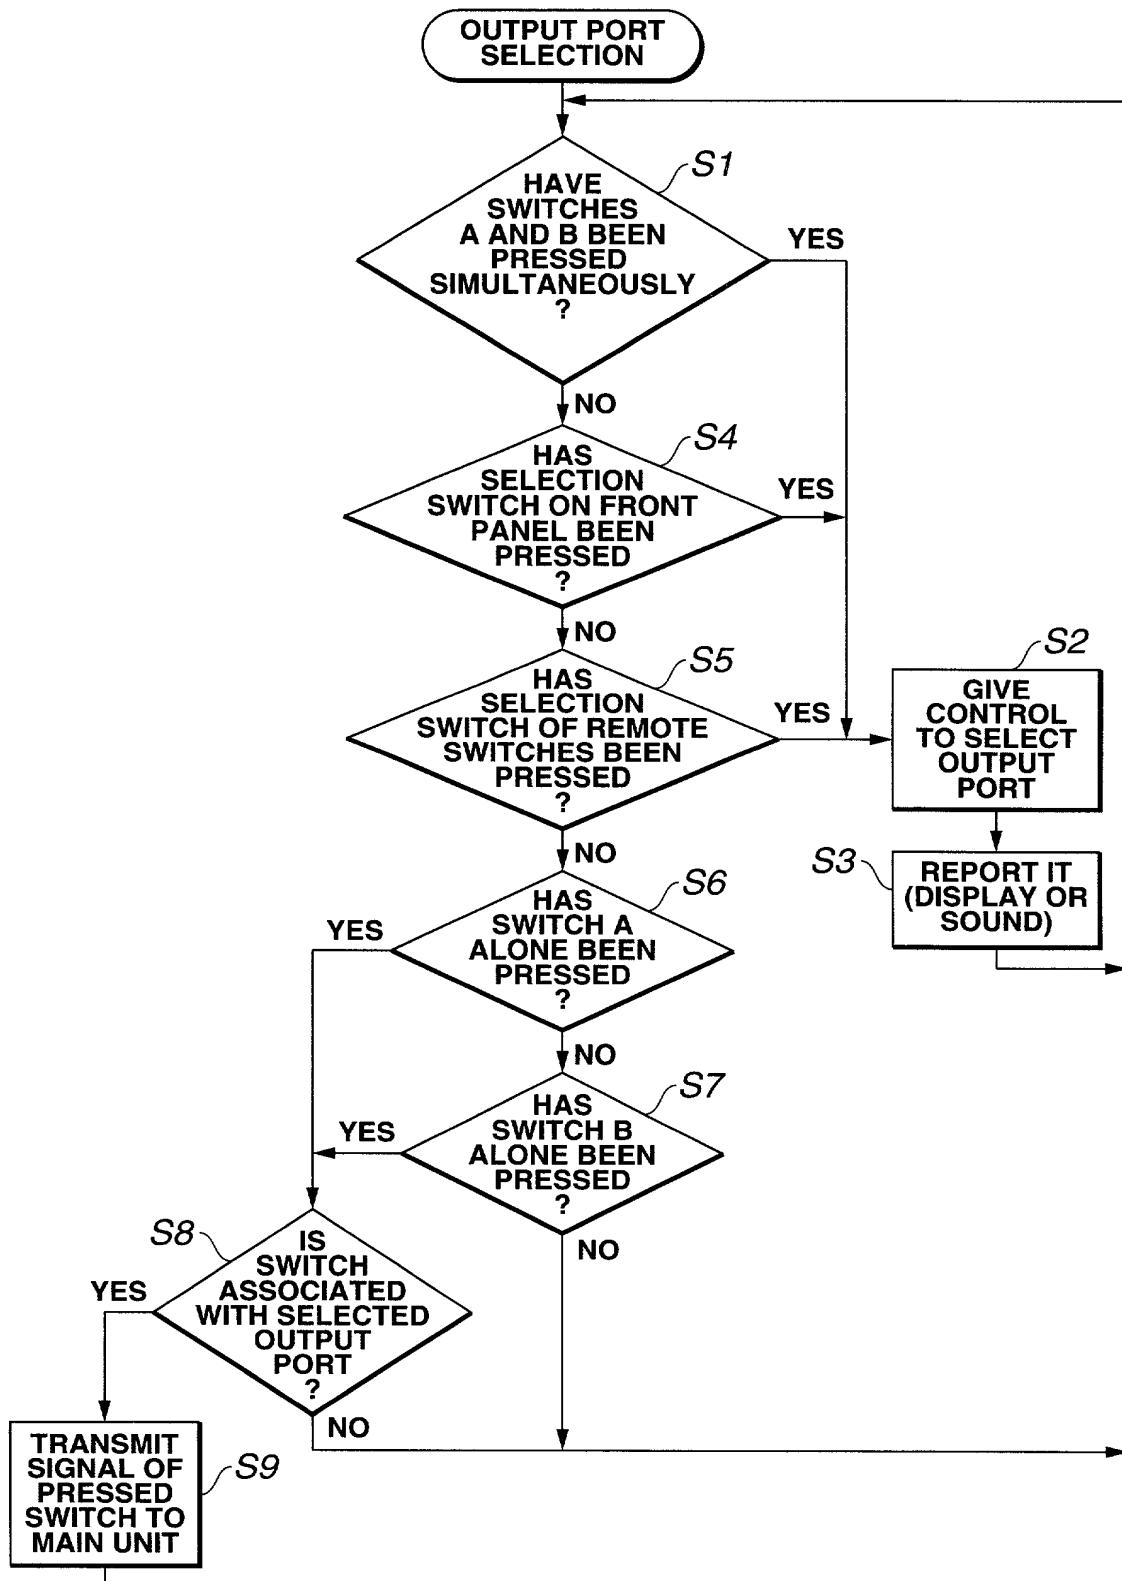 OUTPUT PORT
SELECTION
S1
HAVE
SWITCHES
A AND B BEEN
PRESSED
SIMULTANEOUSLY
?
YES
NO
S4
HAS
SELECTION
SWITCH ON FRONT
PANEL BEEN
PRESSED
?
YES
NO
S5
HAS
SELECTION
SWITCH OF REMOTE
SWITCHES BEEN
PRESSED
?
YES
NO
S2
GIVE
CONTROL
TO SELECT
OUTPUT
PORT
S3
REPORT IT
(DISPLAY OR
SOUND)
S6
HAS
SWITCH A
ALONE BEEN
PRESSED
?
YES
NO
S7
HAS
SWITCH B
ALONE BEEN
PRESSED
?
YES
NO
S8
IS
SWITCH
ASSOCIATED
WITH SELECTED
OUTPUT
PORT
?
YES
NO
TRANSMIT
SIGNAL OF
PRESSED
SWITCH TO
MAIN UNIT
S9